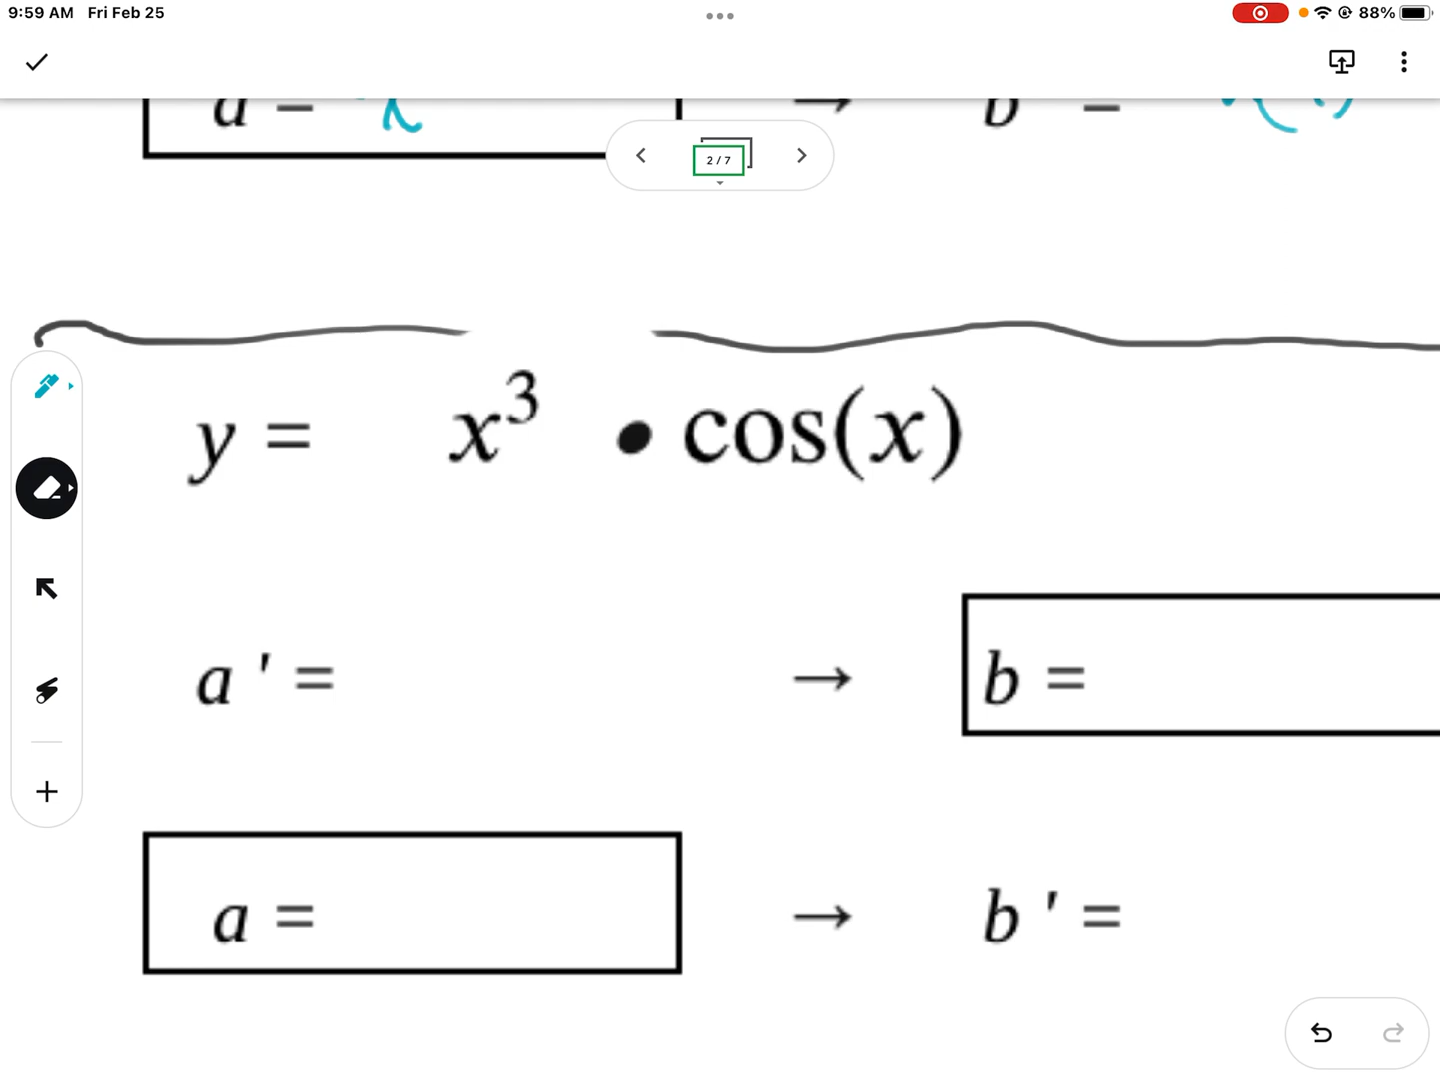 9:59 AM Fri Feb 25 88%
a = x → b =
2 / 7
y = x³ • cos(x)
a ' = → b =
a = → b ' =